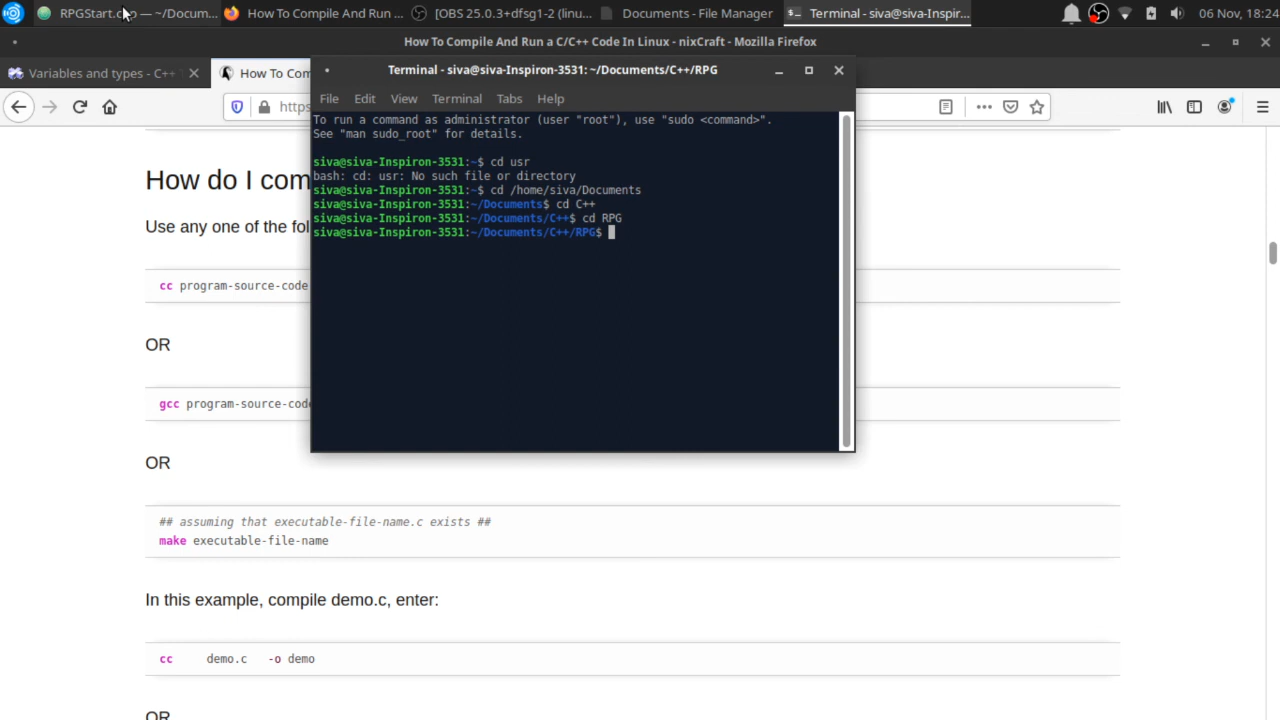 RPGStart.cpp — ~/Docum...
How To Compile And Run ...
[OBS 25.0.3+dfsg1-2 (linu...
Documents - File Manager
Terminal - siva@siva-Inspir...
06 Nov, 18:24
How To Compile And Run a C/C++ Code In Linux - nixCraft - Mozilla Firefox
Variables and types - C++
How To Com
https
Terminal - siva@siva-Inspiron-3531: ~/Documents/C++/RPG
File Edit View Terminal Tabs Help
To run a command as administrator (user "root"), use "sudo <command>".
See "man sudo_root" for details.
siva@siva-Inspiron-3531:~$ cd usr
bash: cd: usr: No such file or directory
siva@siva-Inspiron-3531:~$ cd /home/siva/Documents
siva@siva-Inspiron-3531:~/Documents$ cd C++
siva@siva-Inspiron-3531:~/Documents/C++$ cd RPG
siva@siva-Inspiron-3531:~/Documents/C++/RPG$
How do I com
Use any one of the fol
cc program-source-code
OR
gcc program-source-code
OR
## assuming that executable-file-name.c exists ##
make executable-file-name
In this example, compile demo.c, enter:
cc demo.c -o demo
OR